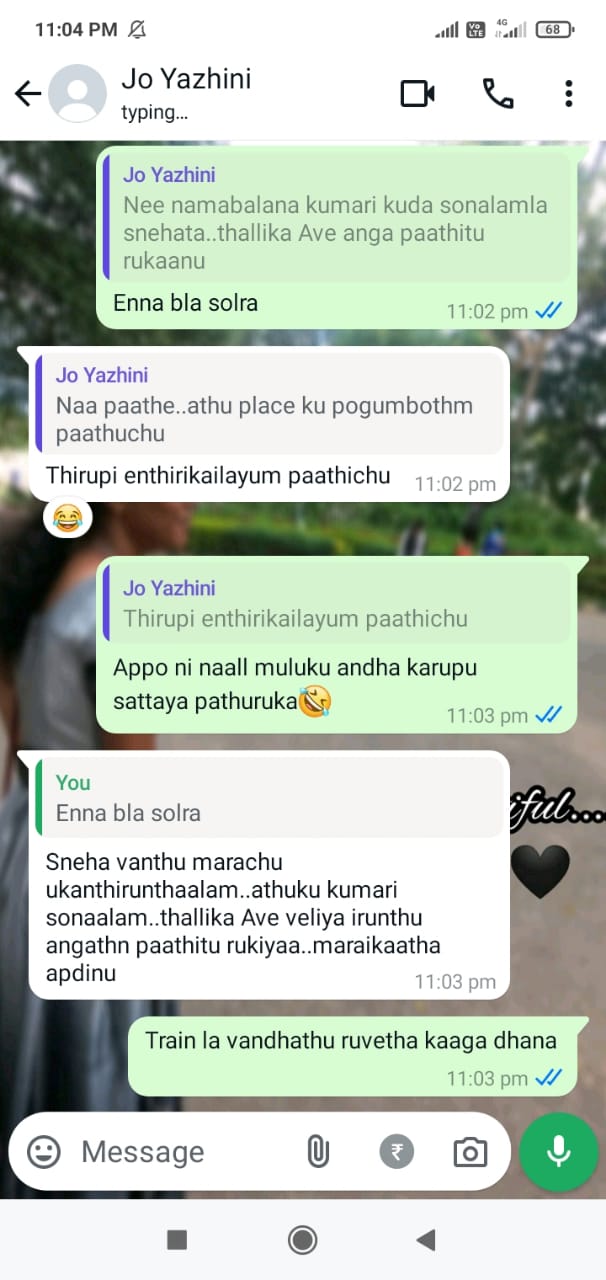 11:04 PM
Vo LTE
4G
68
Jo Yazhini
typing...
Jo Yazhini
Nee namabalana kumari kuda sonalamla
snehata..thallika Ave anga paathitu
rukaanu
Enna bla solra
11:02 pm
Jo Yazhini
Naa paathe..athu place ku pogumbothm
paathuchu
Thirupi enthirikailayum paathichu
11:02 pm
Jo Yazhini
Thirupi enthirikailayum paathichu
Appo ni naall muluku andha karupu
sattaya pathuruka🤣
11:03 pm
You
Enna bla solra
iful...
Sneha vanthu marachu
ukanthirunthaalam..athuku kumari
sonaalam..thallika Ave veliya irunthu
angathn paathitu rukiyaa..maraikaatha
apdinu
11:03 pm
Train la vandhathu ruvetha kaaga dhana
11:03 pm
Message
₹